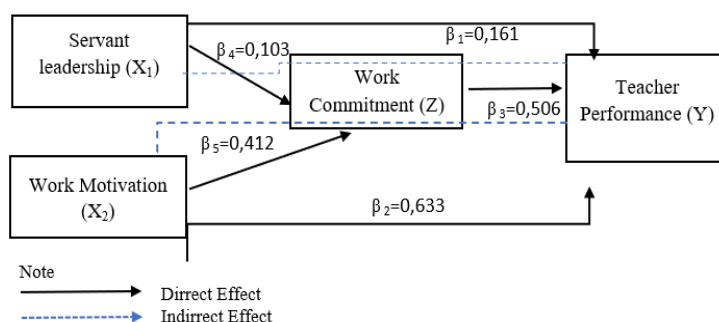 Servant
leadership (X₁)
β₄=0,103
β₁=0,161
Work
Commitment (Z)
Teacher
Performance (Y)
β₃=0,506
β₅=0,412
Work Motivation
(X₂)
β₂=0,633
Note
Dirrect Effect
Indirrect Effect